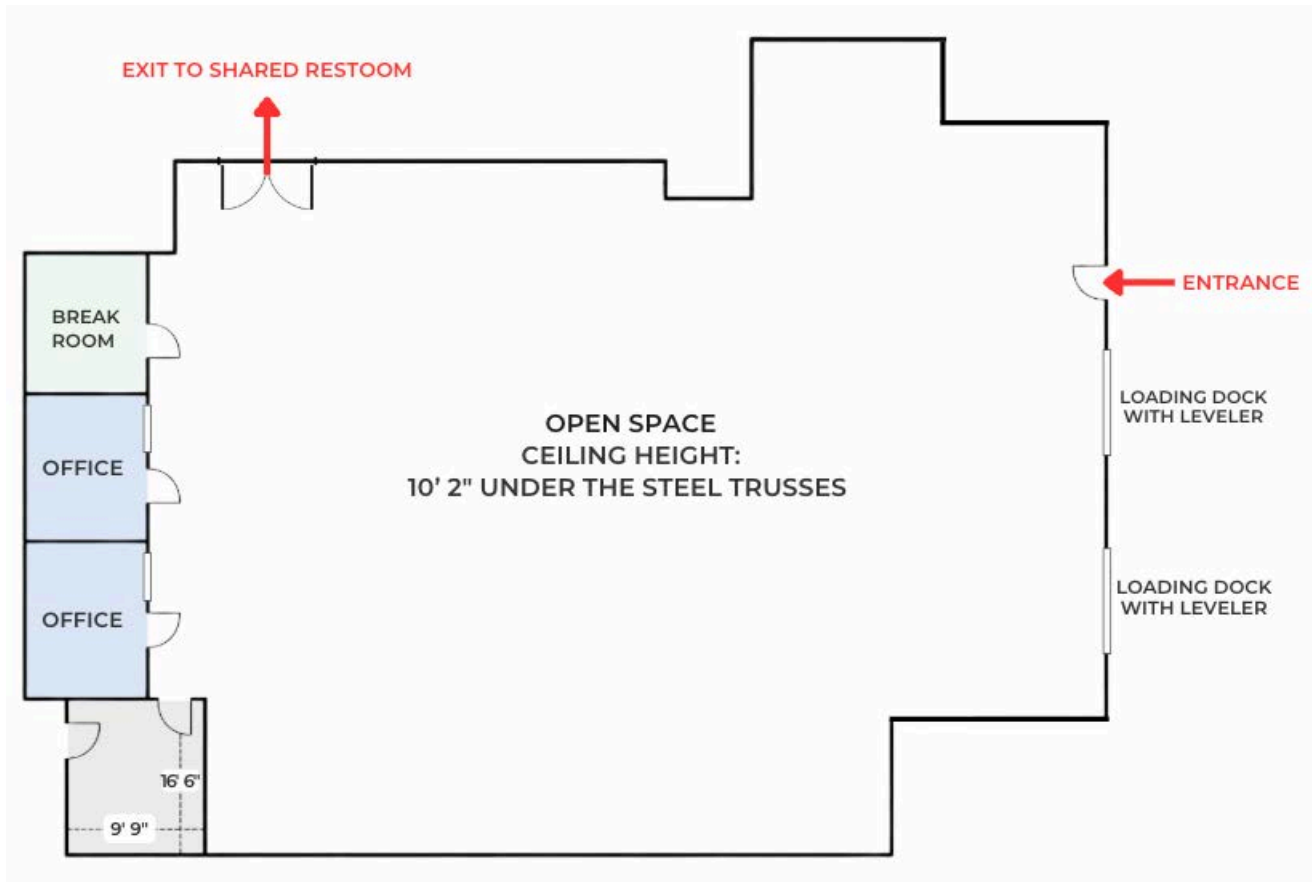 EXIT TO SHARED RESTOOM
ENTRANCE
BREAK
ROOM
LOADING DOCK
WITH LEVELER
OPEN SPACE
CEILING HEIGHT:
10' 2" UNDER THE STEEL TRUSSES
OFFICE
LOADING DOCK
WITH LEVELER
OFFICE
16' 6"
9' 9"